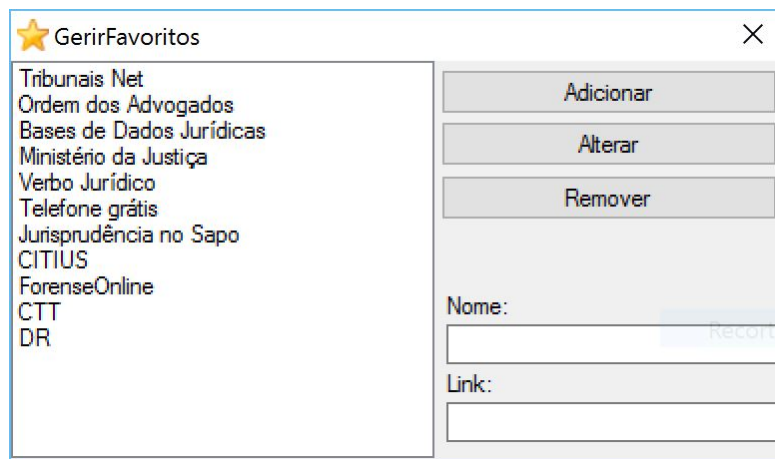 GerirFavoritos
Tribunais Net
Ordem dos Advogados
Bases de Dados Jurídicas
Ministério da Justiça
Verbo Jurídico
Telefone grátis
Jurisprudência no Sapo
CITIUS
ForenseOnline
CTT
DR
Adicionar
Alterar
Remover
Nome:
Recort
Link: